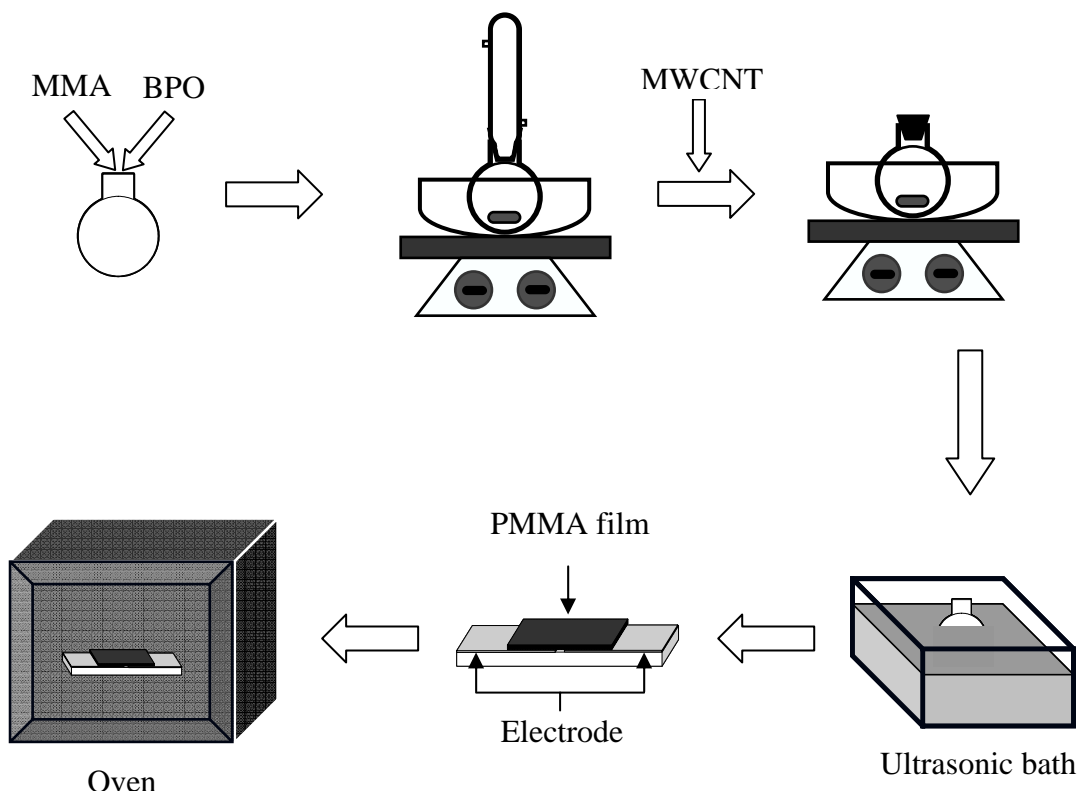 MMA BPO
MWCNT
PMMA film
Electrode
Ultrasonic bath
Oven